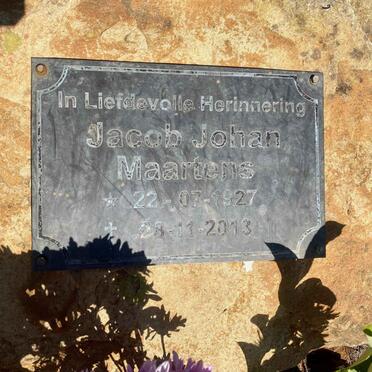 In Liefdevolle Herinnering
Jacob Johan
Maartens
* 22-07-1927
† 28-11-2013